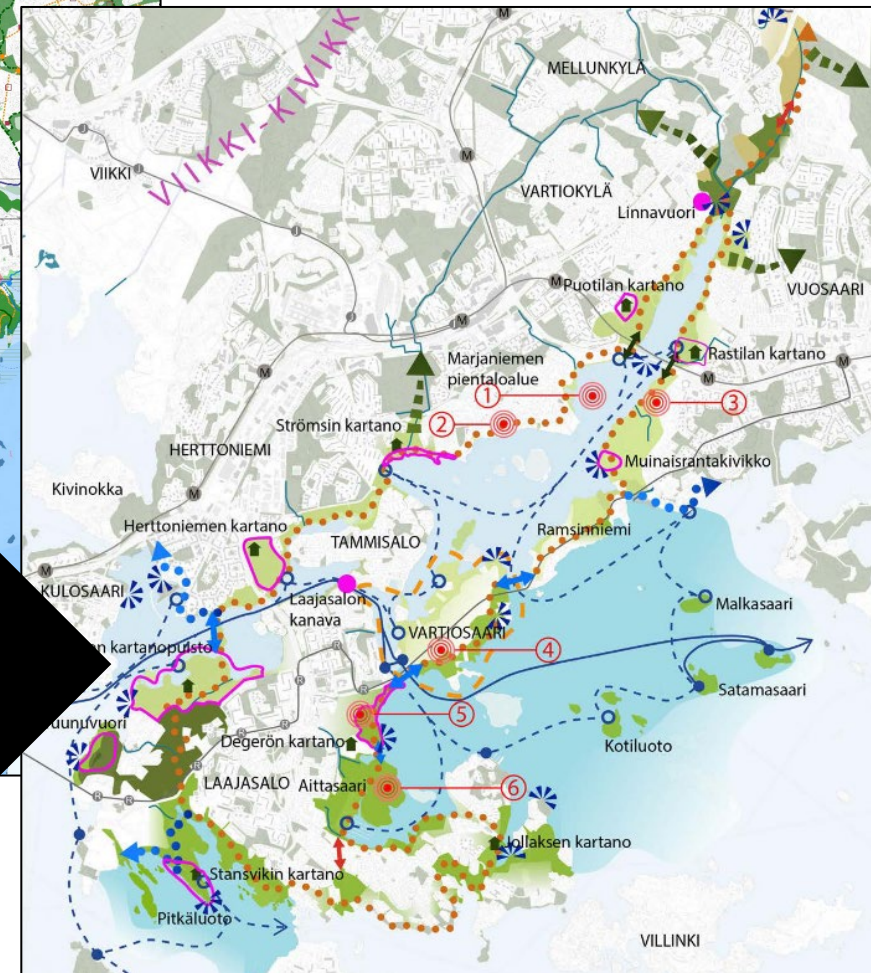 M
MELLUNKYLÄ
J
VIIKKI
VIIKKI-KIVIKK
M
VARTIOKYLÄ
Linnavuori
J
VUOSAARI
M
Puotilan kartano
J
M
Marjaniemen
pientaloalue
Rastilan kartano
M
M
M
1
2
3
Strömsin kartano
HERTTONIEMI
Muinaisrantakivikko
Kivinokka
M
Herttoniemen kartano
TAMMISALO
Ramsinniemi
M
KULOSAARI
Laajasalon
kanava
Malkasaari
VARTIOSAARI
4
n kartanopuisto
R
R
Satamasaari
5
uunuvuori
Degerön kartano
Kotiluoto
R
R
R
LAAJASALO
Aittasaari
6
R
R
Jollaksen kartano
Stansvikin kartano
Pitkäluoto
VILLINKI